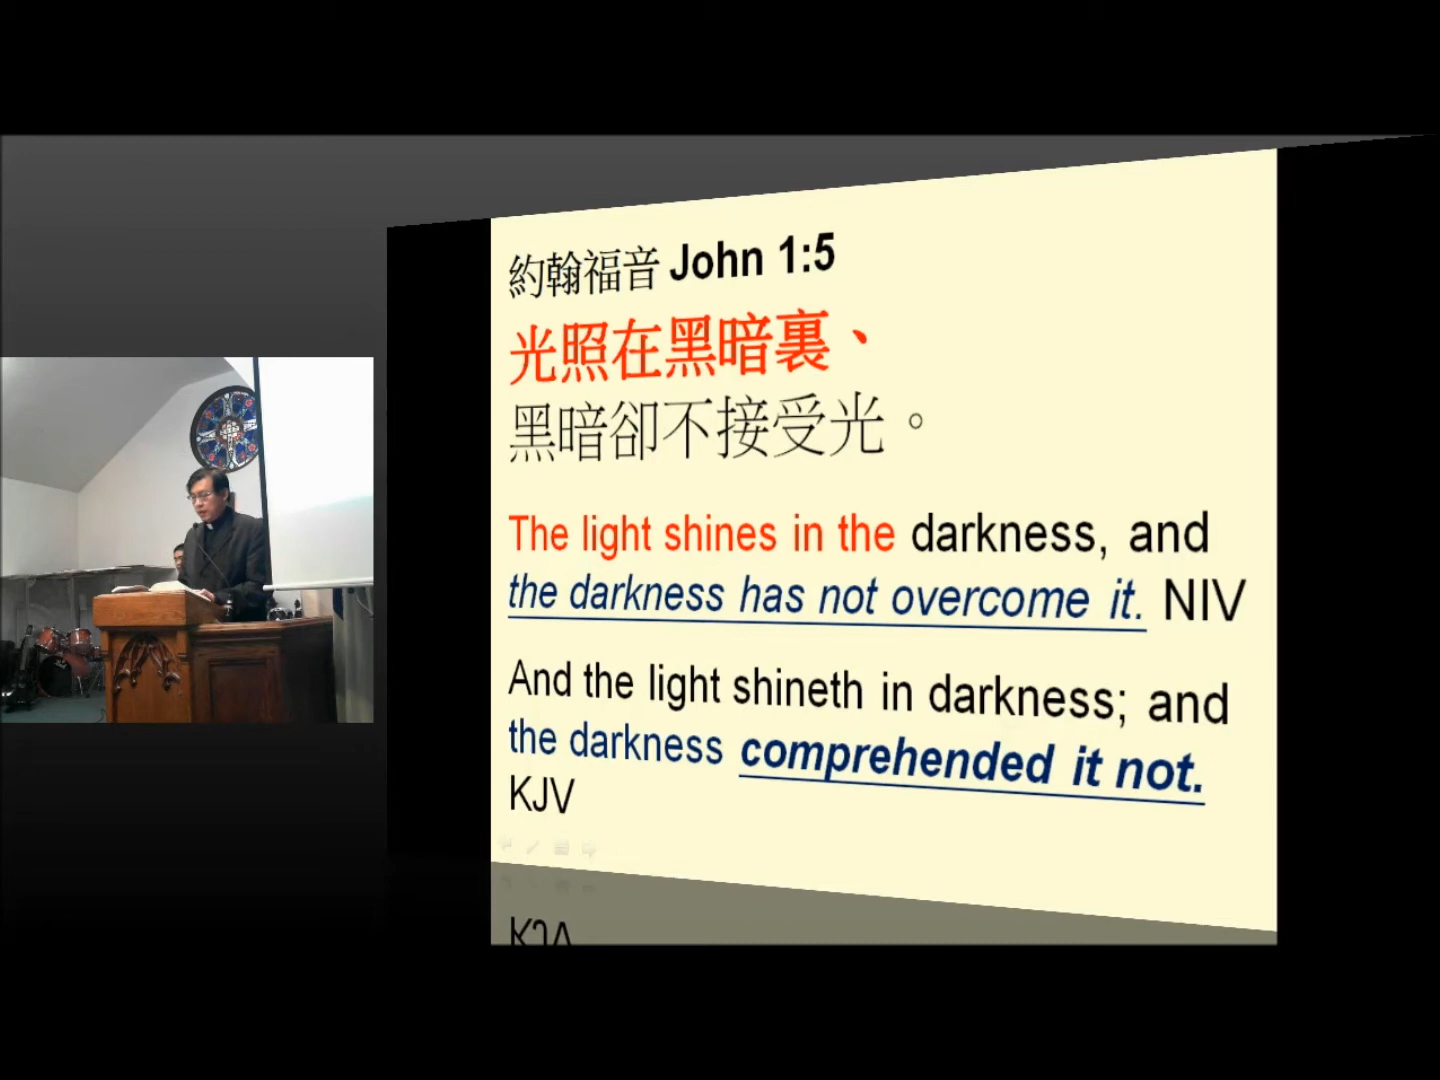 約翰福音 John 1:5
光照在黑暗裏、
黑暗卻不接受光。
The light shines in the darkness, and
the darkness has not overcome it. NIV
And the light shineth in darkness; and
the darkness comprehended it not.
KJV